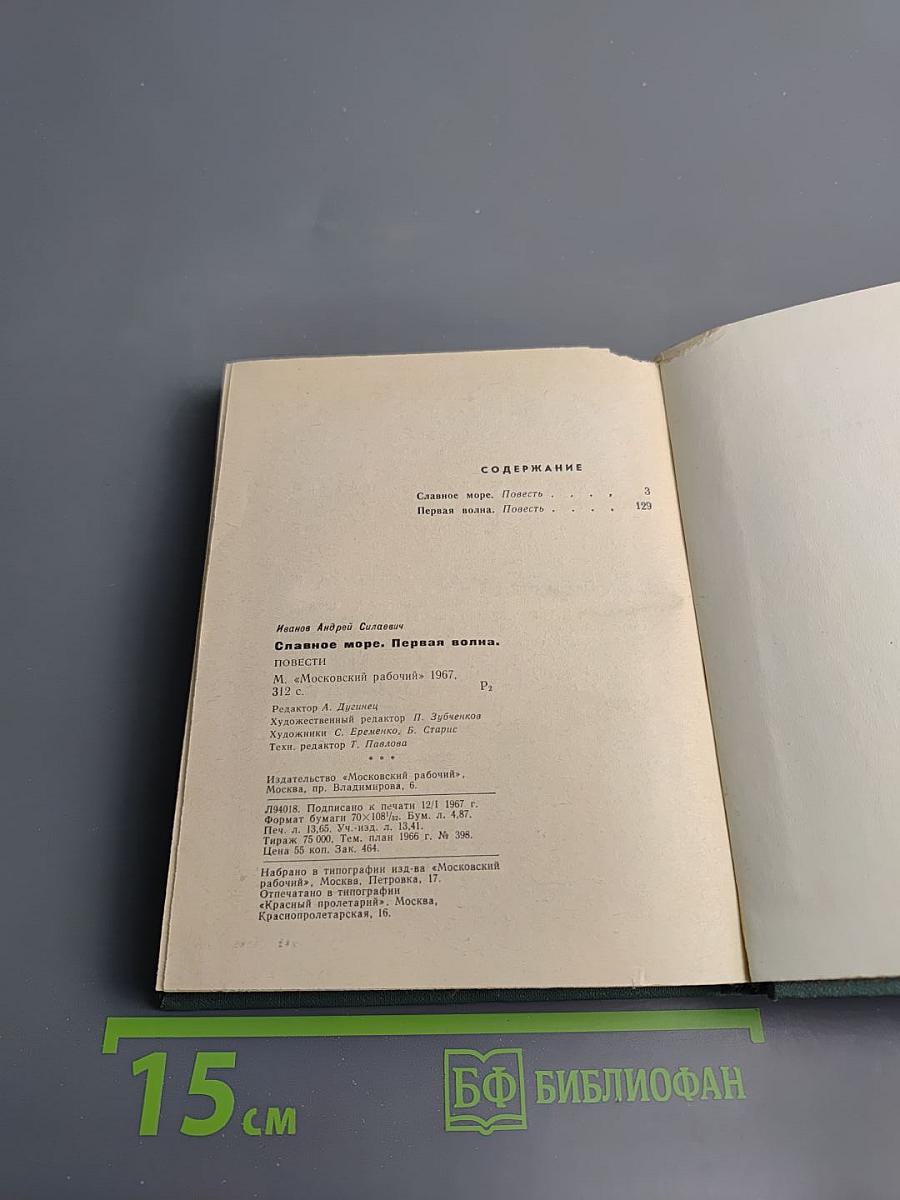 СОДЕРЖАНИЕ
Славное море. Повесть . . . . 3
Первая волна. Повесть . . . . 129
Иванов Андрей Силаевич
Славное море. Первая волна.
ПОВЕСТИ
М. «Московский рабочий» 1967.
312 с. Р₂
Редактор А. Дугинец
Художественный редактор П. Зубченков
Художники С. Еременко, Б. Старис
Техн. редактор Т. Павлова
* * *
Издательство «Московский рабочий»,
Москва, пр. Владимирова, 6.
Л94018. Подписано к печати 12/I 1967 г.
Формат бумаги 70×108¹/₃₂. Бум. л. 4,87.
Печ. л. 13,65. Уч.-изд. л. 13,41.
Тираж 75 000. Тем. план 1966 г. № 398.
Цена 55 коп. Зак. 464.
Набрано в типографии изд-ва «Московский
рабочий», Москва, Петровка, 17.
Отпечатано в типографии
«Красный пролетарий». Москва,
Краснопролетарская, 16.
15 см
БФ БИБЛИОФАН